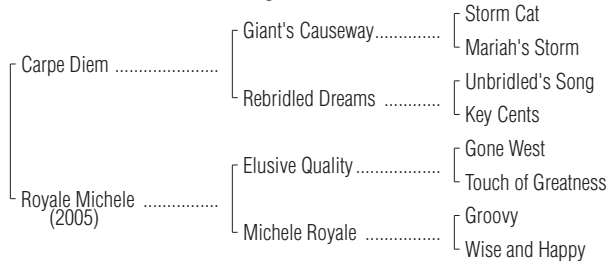 Storm Cat
Giant's Causeway..............
Mariah's Storm
Carpe Diem ......................
Unbridled's Song
Rebridled Dreams ............
Key Cents
Gone West
Elusive Quality..................
Touch of Greatness
Royale Michele ................
(2005)
Groovy
Michele Royale ................
Wise and Happy